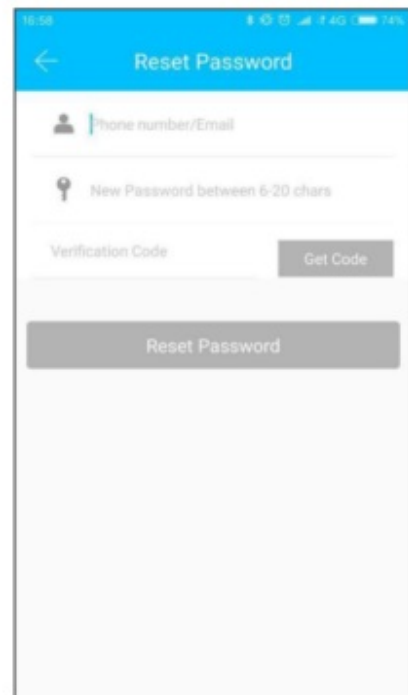 16:58
4G 74%
Reset Password
Phone number/Email
New Password between 6-20 chars
Verification Code
Get Code
Reset Password